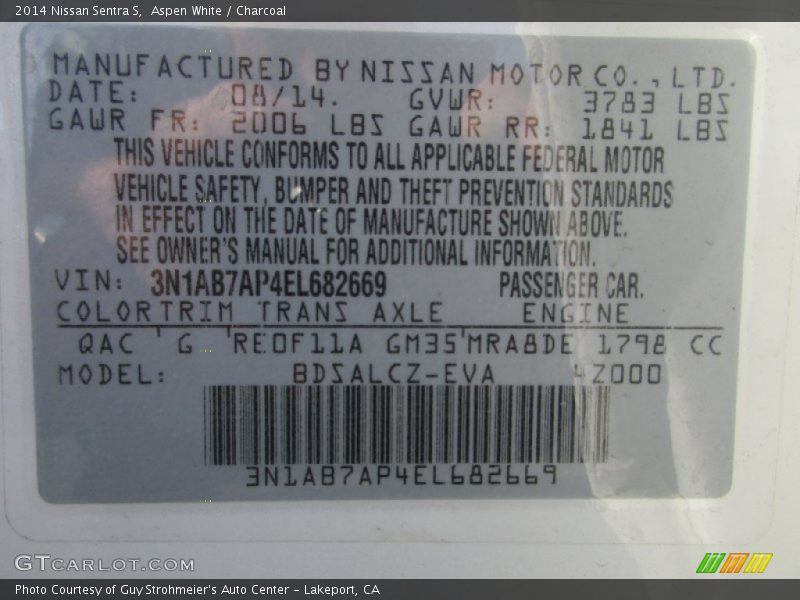 2014 Nissan Sentra S, Aspen White / Charcoal
MANUFACTURED BY NISSAN MOTOR CO., LTD.
DATE: 08/14. GVWR: 3783 LBS
GAWR FR: 2006 LBS GAWR RR: 1841 LBS
THIS VEHICLE CONFORMS TO ALL APPLICABLE FEDERAL MOTOR
VEHICLE SAFETY, BUMPER AND THEFT PREVENTION STANDARDS
IN EFFECT ON THE DATE OF MANUFACTURE SHOWN ABOVE.
SEE OWNER'S MANUAL FOR ADDITIONAL INFORMATION.
VIN: 3N1AB7AP4EL682669 PASSENGER CAR.
COLOR TRIM TRANS AXLE ENGINE
QAC G RE0F11A GM35 MRA8DE 1798 CC
MODEL: BDSALCZ-EVA 4Z000
3N1AB7AP4EL682669
GTCARLOT.COM
Photo Courtesy of Guy Strohmeier's Auto Center - Lakeport, CA